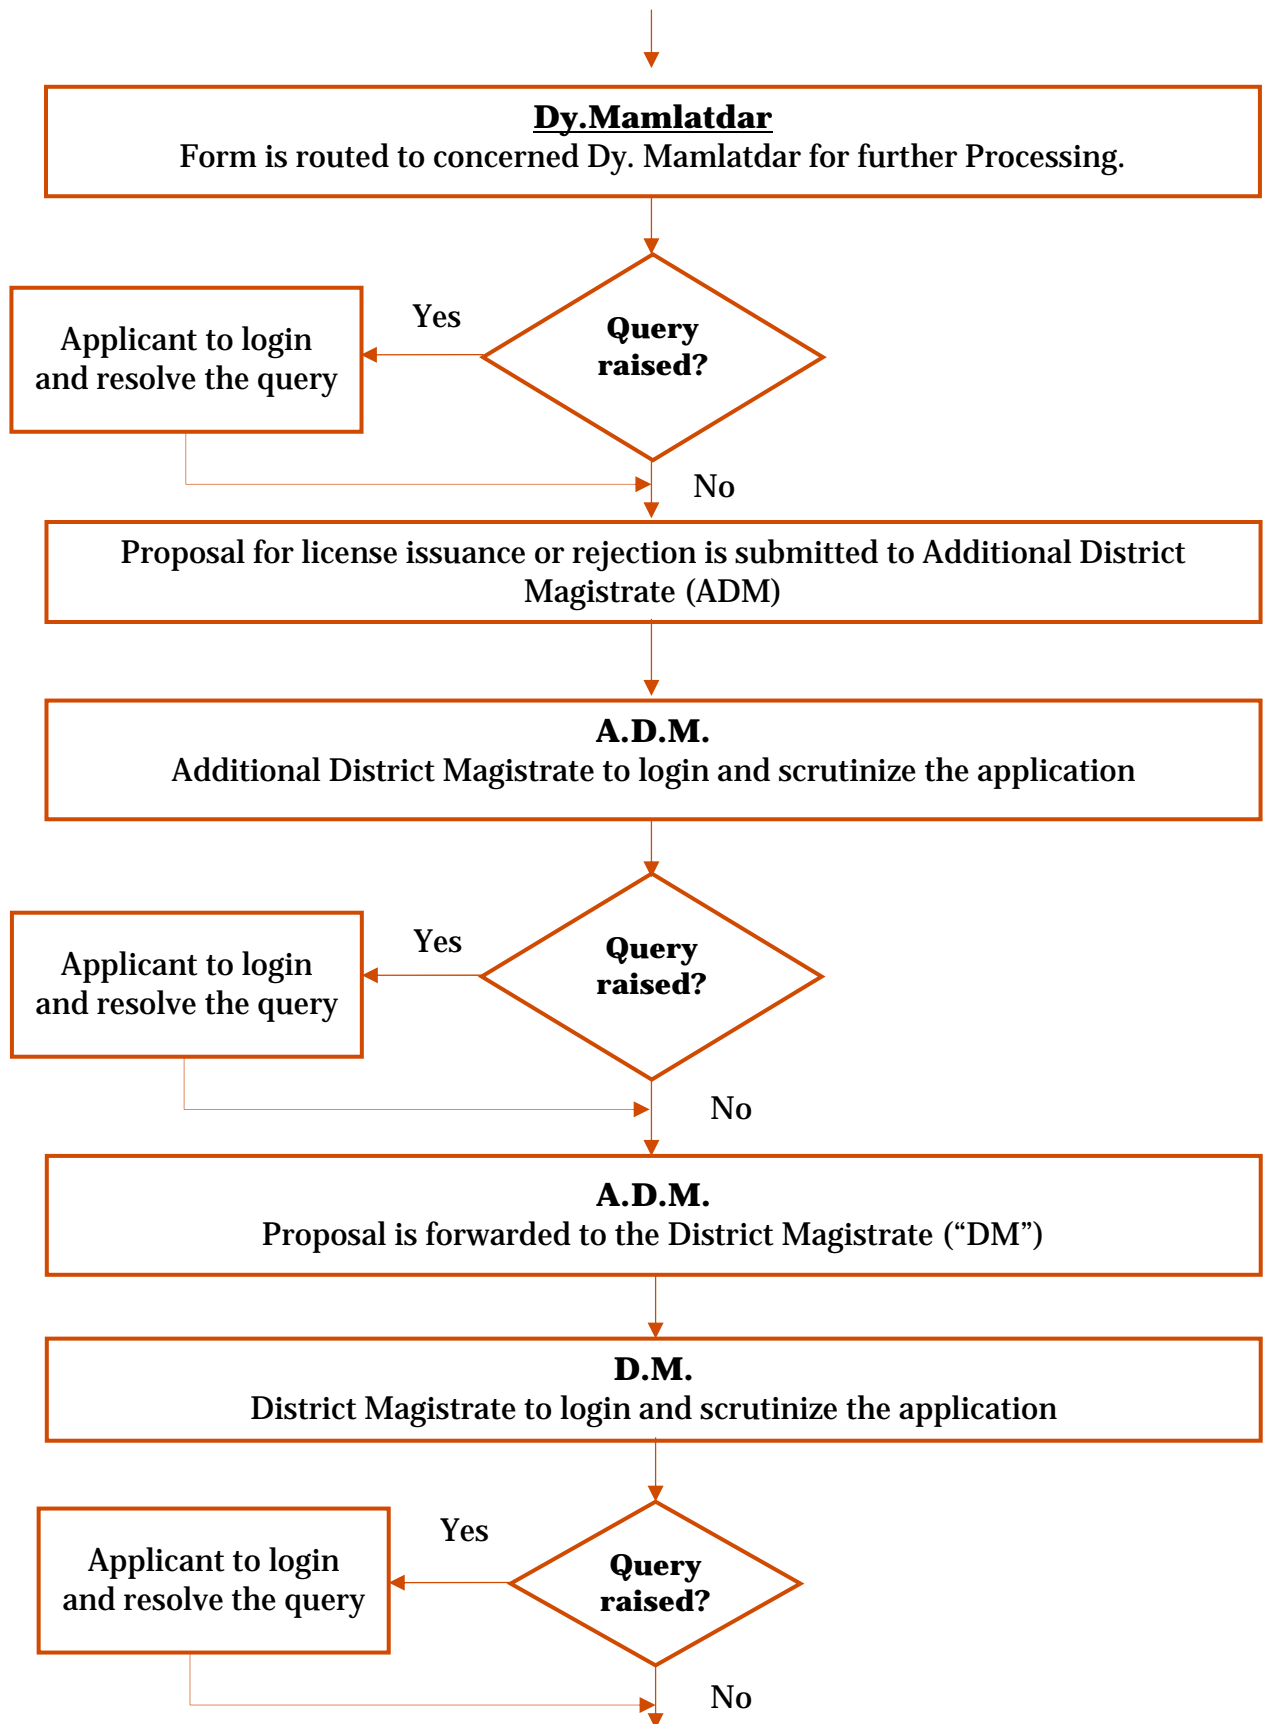 Dy.Mamlatdar
Form is routed to concerned Dy. Mamlatdar for further Processing.
Yes
Query
raised?
Applicant to login
and resolve the query
No
Proposal for license issuance or rejection is submitted to Additional District
Magistrate (ADM)
A.D.M.
Additional District Magistrate to login and scrutinize the application
Yes
Query
raised?
Applicant to login
and resolve the query
No
A.D.M.
Proposal is forwarded to the District Magistrate (“DM”)
D.M.
District Magistrate to login and scrutinize the application
Yes
Query
raised?
Applicant to login
and resolve the query
No